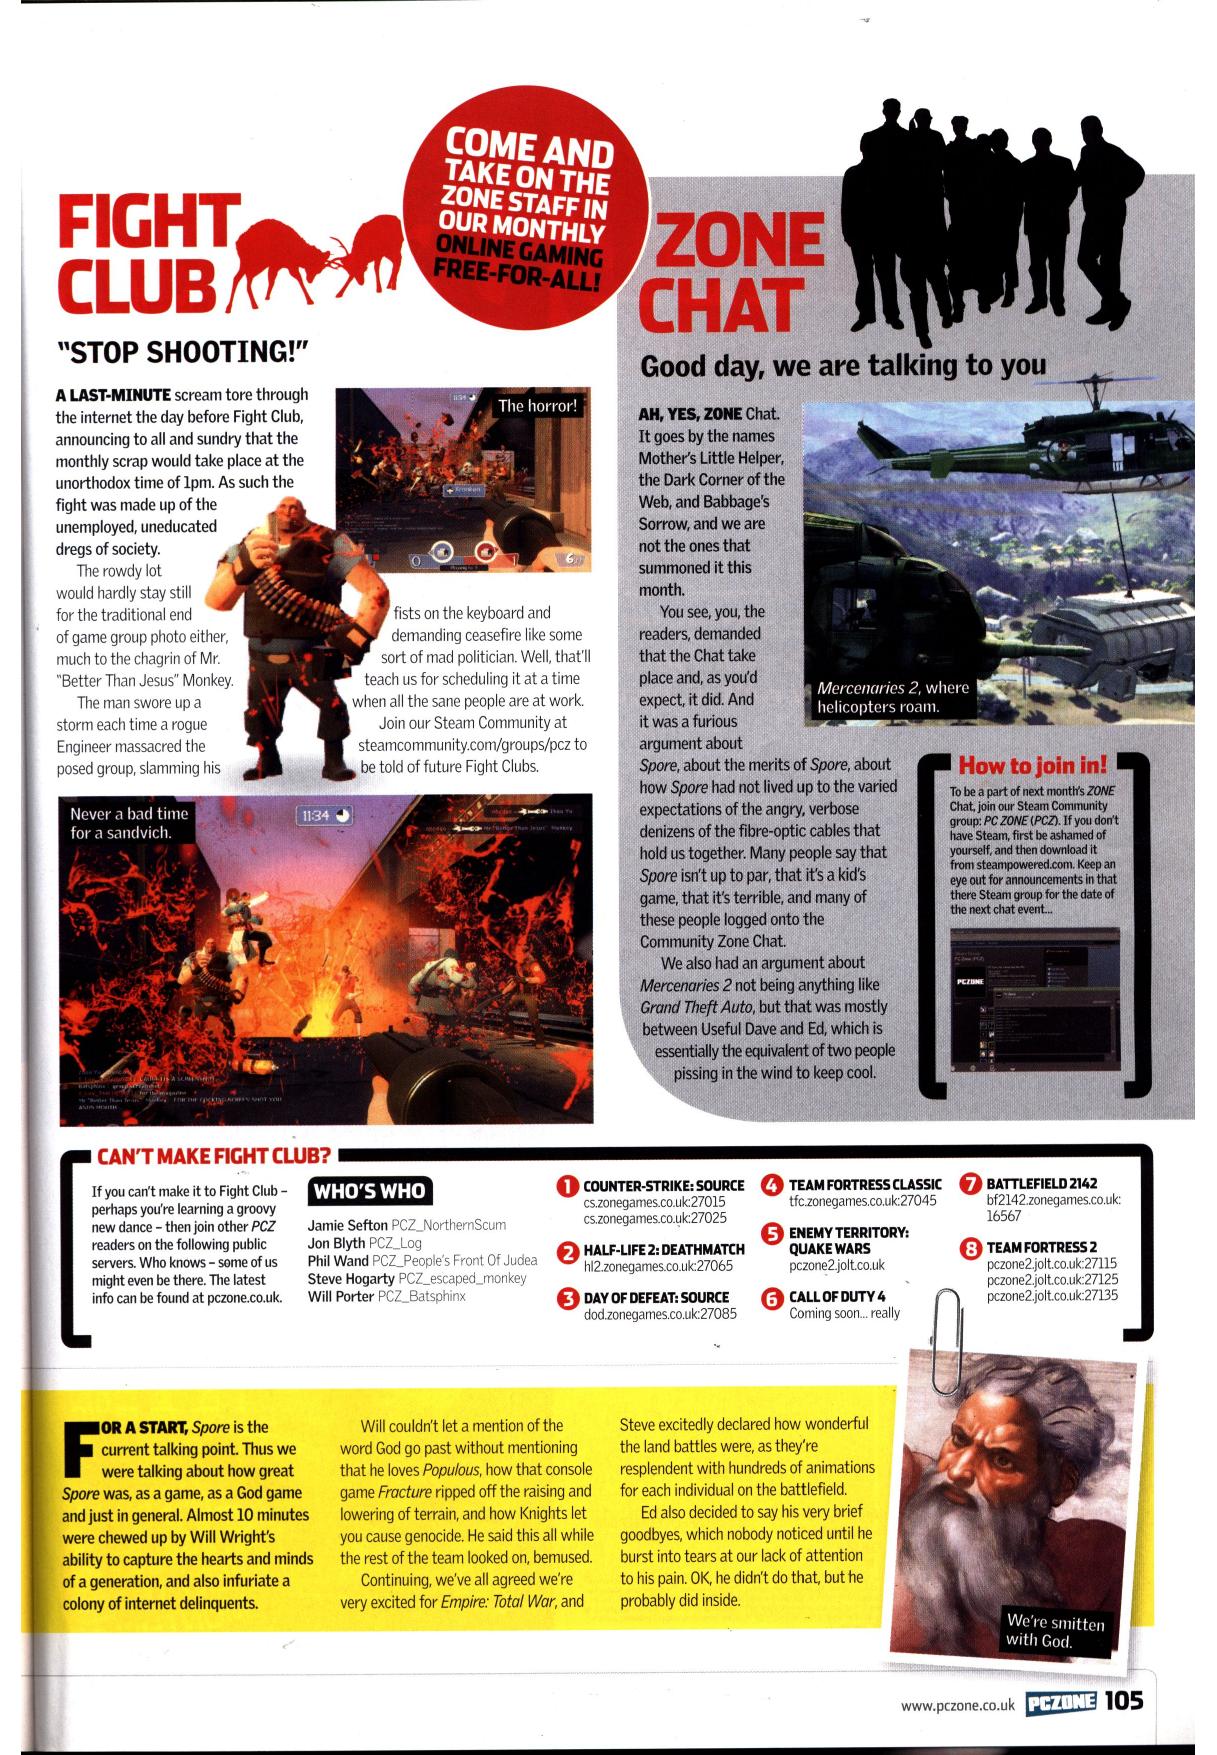 COME AND
TAKE ON THE
ZONE STAFF IN
OUR MONTHLY
ONLINE GAMING
FREE-FOR-ALL!
FIGHT
CLUB
"STOP SHOOTING!"
A LAST-MINUTE scream tore through
the internet the day before Fight Club,
announcing to all and sundry that the
monthly scrap would take place at the
unorthodox time of 1pm. As such the
fight was made up of the
unemployed, uneducated
dregs of society.
The rowdy lot
would hardly stay still
for the traditional end
of game group photo either,
much to the chagrin of Mr.
"Better Than Jesus" Monkey.
The man swore up a
storm each time a rogue
Engineer massacred the
posed group, slamming his
The horror!
fists on the keyboard and
demanding ceasefire like some
sort of mad politician. Well, that'll
teach us for scheduling it at a time
when all the sane people are at work.
Join our Steam Community at
steamcommunity.com/groups/pcz to
be told of future Fight Clubs.
Never a bad time
for a sandvich.
11:34
ZONE
CHAT
Good day, we are talking to you
AH, YES, ZONE Chat.
It goes by the names
Mother's Little Helper,
the Dark Corner of the
Web, and Babbage's
Sorrow, and we are
not the ones that
summoned it this
month.
You see, you, the
readers, demanded
that the Chat take
place and, as you'd
expect, it did. And
it was a furious
argument about
Spore, about the merits of Spore, about
how Spore had not lived up to the varied
expectations of the angry, verbose
denizens of the fibre-optic cables that
hold us together. Many people say that
Spore isn't up to par, that it's a kid's
game, that it's terrible, and many of
these people logged onto the
Community Zone Chat.
We also had an argument about
Mercenaries 2 not being anything like
Grand Theft Auto, but that was mostly
between Useful Dave and Ed, which is
essentially the equivalent of two people
pissing in the wind to keep cool.
Mercenaries 2, where
helicopters roam.
How to join in!
To be a part of next month's ZONE
Chat, join our Steam Community
group: PC ZONE (PCZ). If you don't
have Steam, first be ashamed of
yourself, and then download it
from steampowered.com. Keep an
eye out for announcements in that
there Steam group for the date of
the next chat event...
PCZONE
CAN'T MAKE FIGHT CLUB?
If you can't make it to Fight Club –
perhaps you're learning a groovy
new dance – then join other PCZ
readers on the following public
servers. Who knows – some of us
might even be there. The latest
info can be found at pczone.co.uk.
WHO'S WHO
Jamie Sefton PCZ_NorthernScum
Jon Blyth PCZ_Log
Phil Wand PCZ_People's Front Of Judea
Steve Hogarty PCZ_escaped_monkey
Will Porter PCZ_Batsphinx
1 COUNTER-STRIKE: SOURCE
cs.zonegames.co.uk:27015
cs.zonegames.co.uk:27025
2 HALF-LIFE 2: DEATHMATCH
hl2.zonegames.co.uk:27065
3 DAY OF DEFEAT: SOURCE
dod.zonegames.co.uk:27085
4 TEAM FORTRESS CLASSIC
tfc.zonegames.co.uk:27045
5 ENEMY TERRITORY:
QUAKE WARS
pczone2.jolt.co.uk
6 CALL OF DUTY 4
Coming soon... really
7 BATTLEFIELD 2142
bf2142.zonegames.co.uk:
16567
8 TEAM FORTRESS 2
pczone2.jolt.co.uk:27115
pczone2.jolt.co.uk:27125
pczone2.jolt.co.uk:27135
FOR A START, Spore is the
current talking point. Thus we
were talking about how great
Spore was, as a game, as a God game
and just in general. Almost 10 minutes
were chewed up by Will Wright's
ability to capture the hearts and minds
of a generation, and also infuriate a
colony of internet delinquents.
Will couldn't let a mention of the
word God go past without mentioning
that he loves Populous, how that console
game Fracture ripped off the raising and
lowering of terrain, and how Knights let
you cause genocide. He said this all while
the rest of the team looked on, bemused.
Continuing, we've all agreed we're
very excited for Empire: Total War, and
Steve excitedly declared how wonderful
the land battles were, as they're
resplendent with hundreds of animations
for each individual on the battlefield.
Ed also decided to say his very brief
goodbyes, which nobody noticed until he
burst into tears at our lack of attention
to his pain. OK, he didn't do that, but he
probably did inside.
We're smitten
with God.
www.pczone.co.uk PCZONE 105